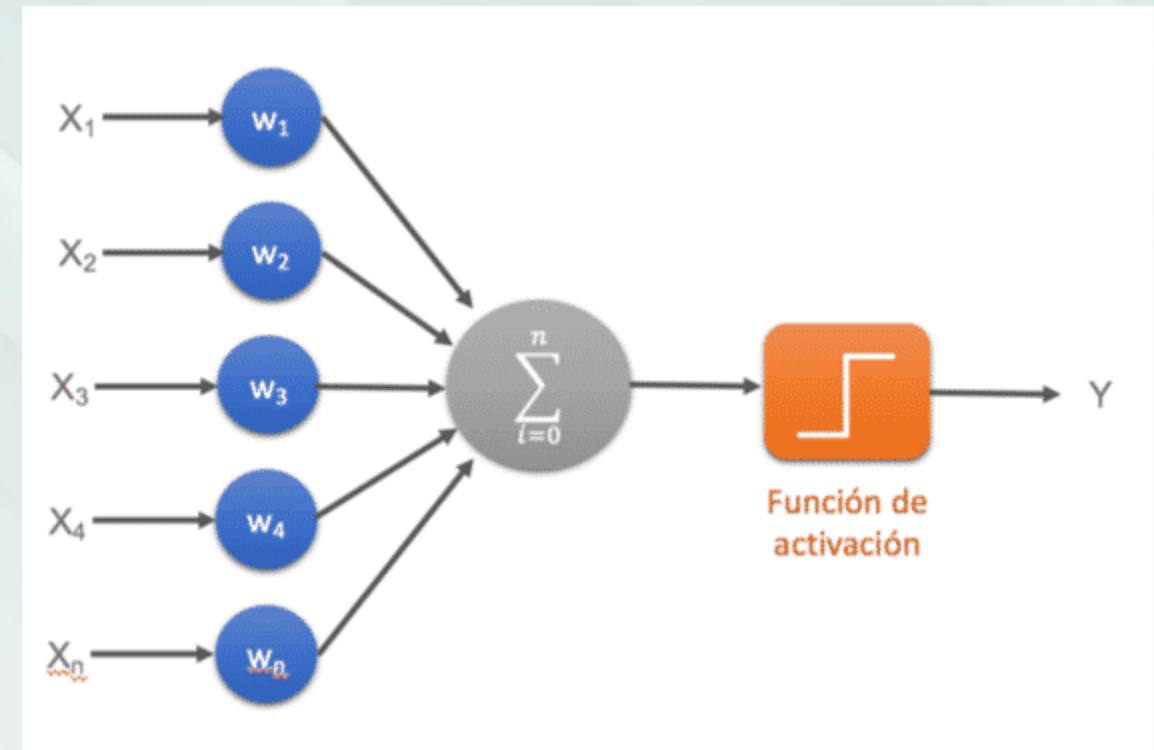 X₁ w₁
X₂ w₂
n
X₃ w₃ ∑ Y
i=0
X₄ w₄
Función de
activación
Xₙ wₙ